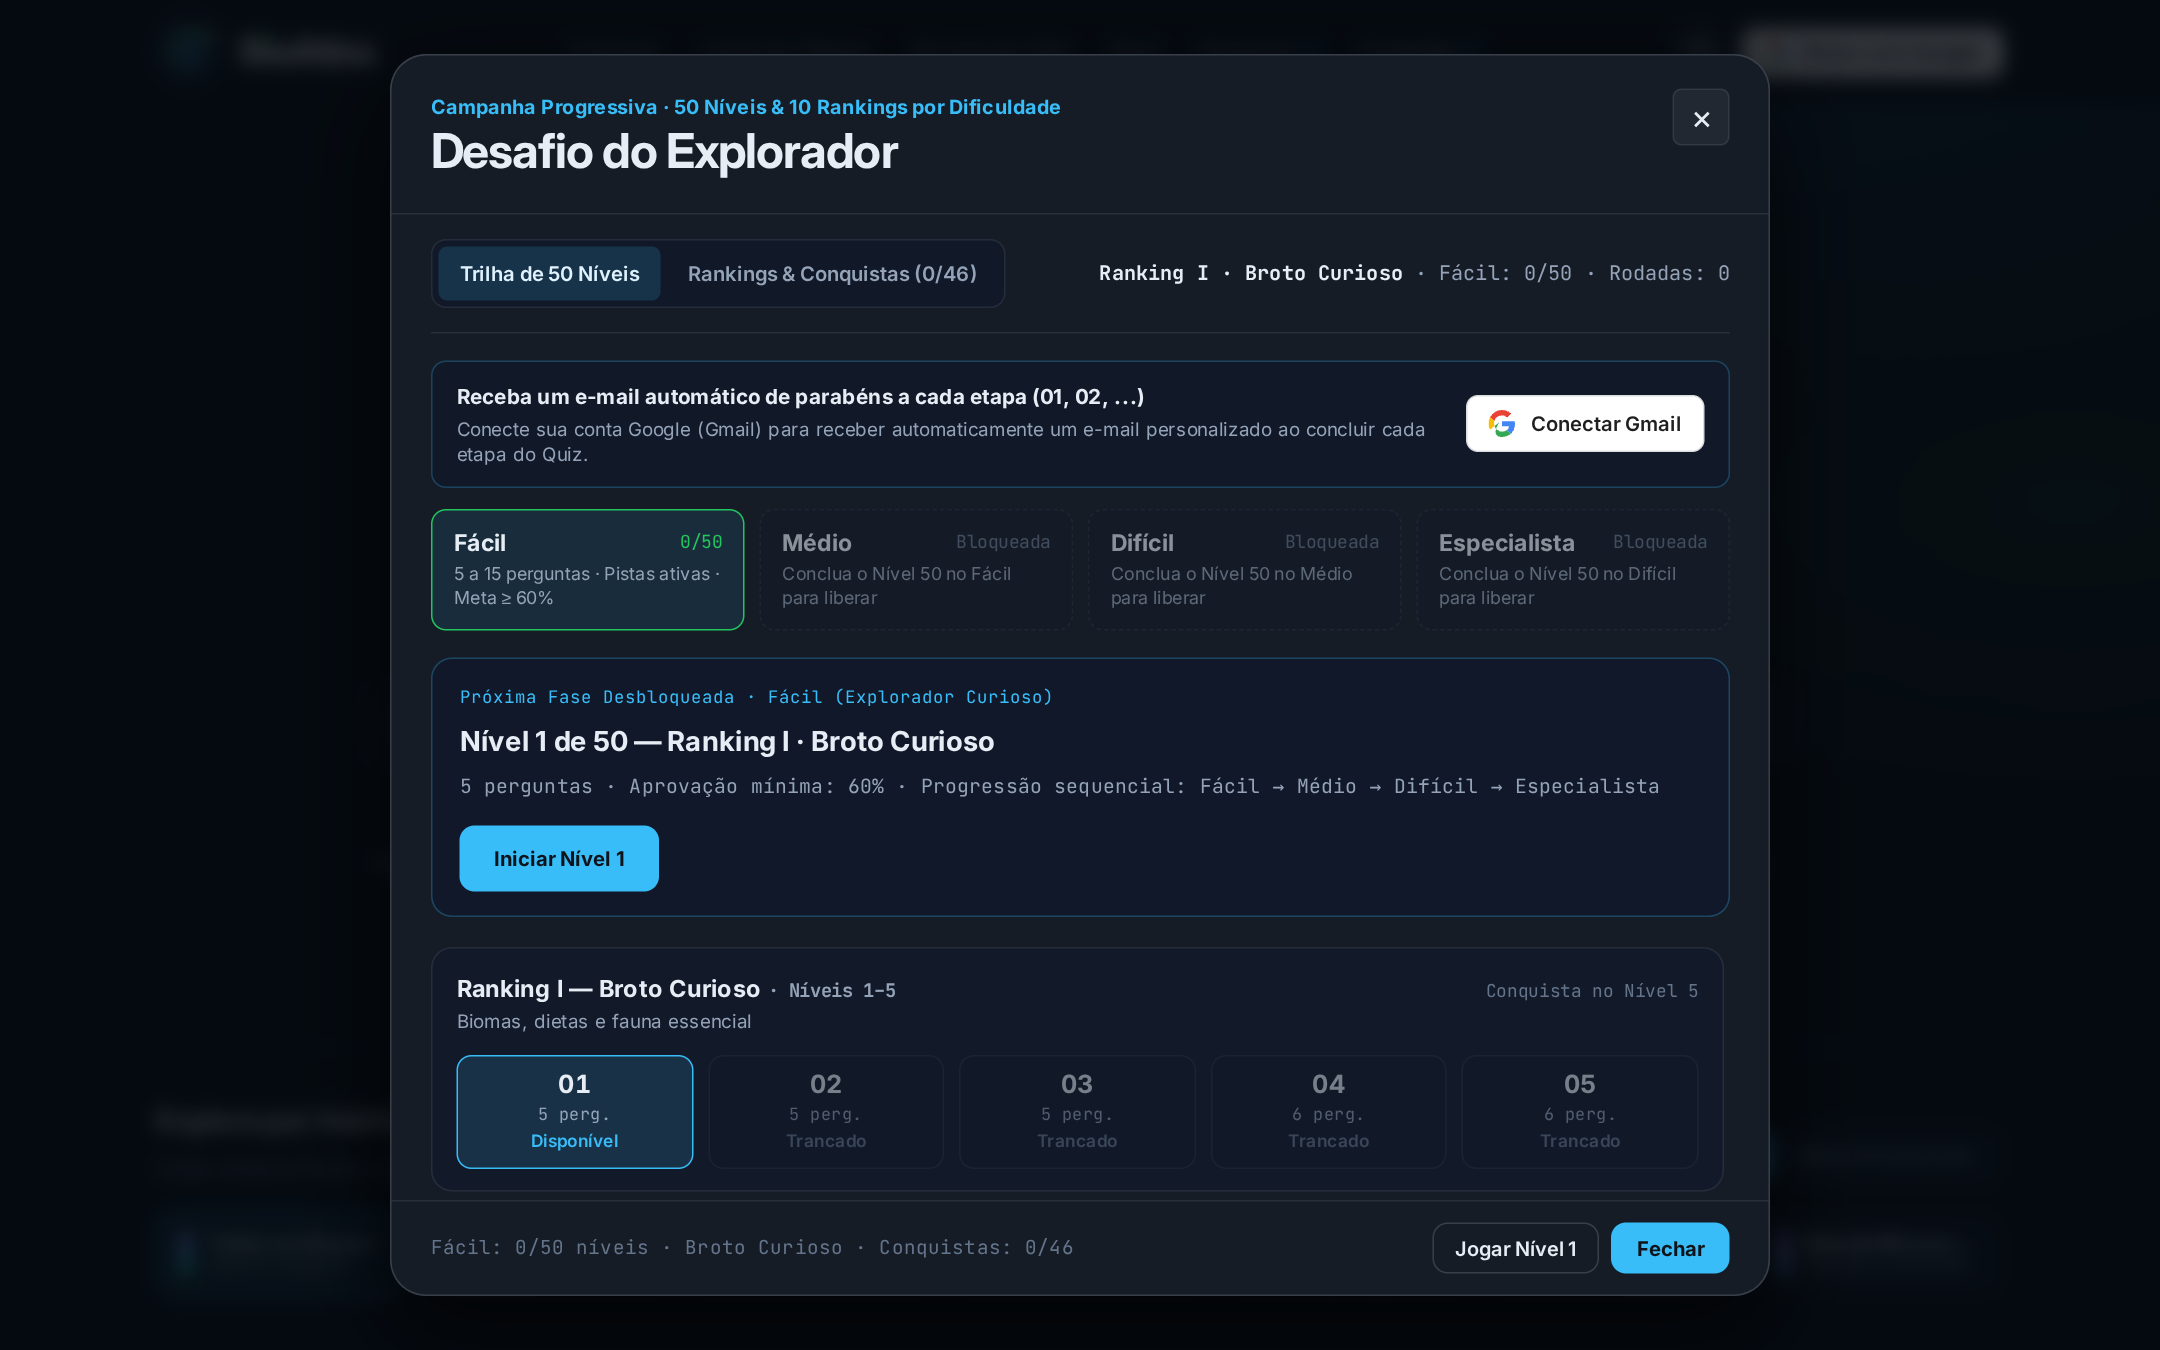 Campanha Progressiva · 50 Níveis & 10 Rankings por Dificuldade
Desafio do Explorador
×
Trilha de 50 Níveis
Rankings & Conquistas (0/46)
Ranking I · Broto Curioso · Fácil: 0/50 · Rodadas: 0
Receba um e-mail automático de parabéns a cada etapa (01, 02, ...)
Conecte sua conta Google (Gmail) para receber automaticamente um e-mail personalizado ao concluir cada
etapa do Quiz.
Conectar Gmail
Fácil 0/50
5 a 15 perguntas · Pistas ativas ·
Meta ≥ 60%
Médio Bloqueada
Conclua o Nível 50 no Fácil
para liberar
Difícil Bloqueada
Conclua o Nível 50 no Médio
para liberar
Especialista Bloqueada
Conclua o Nível 50 no Difícil
para liberar
Próxima Fase Desbloqueada · Fácil (Explorador Curioso)
Nível 1 de 50 — Ranking I · Broto Curioso
5 perguntas · Aprovação mínima: 60% · Progressão sequencial: Fácil → Médio → Difícil → Especialista
Iniciar Nível 1
Ranking I — Broto Curioso · Níveis 1–5
Conquista no Nível 5
Biomas, dietas e fauna essencial
01
5 perg.
Disponível
02
5 perg.
Trancado
03
5 perg.
Trancado
04
6 perg.
Trancado
05
6 perg.
Trancado
Fácil: 0/50 níveis · Broto Curioso · Conquistas: 0/46
Jogar Nível 1
Fechar